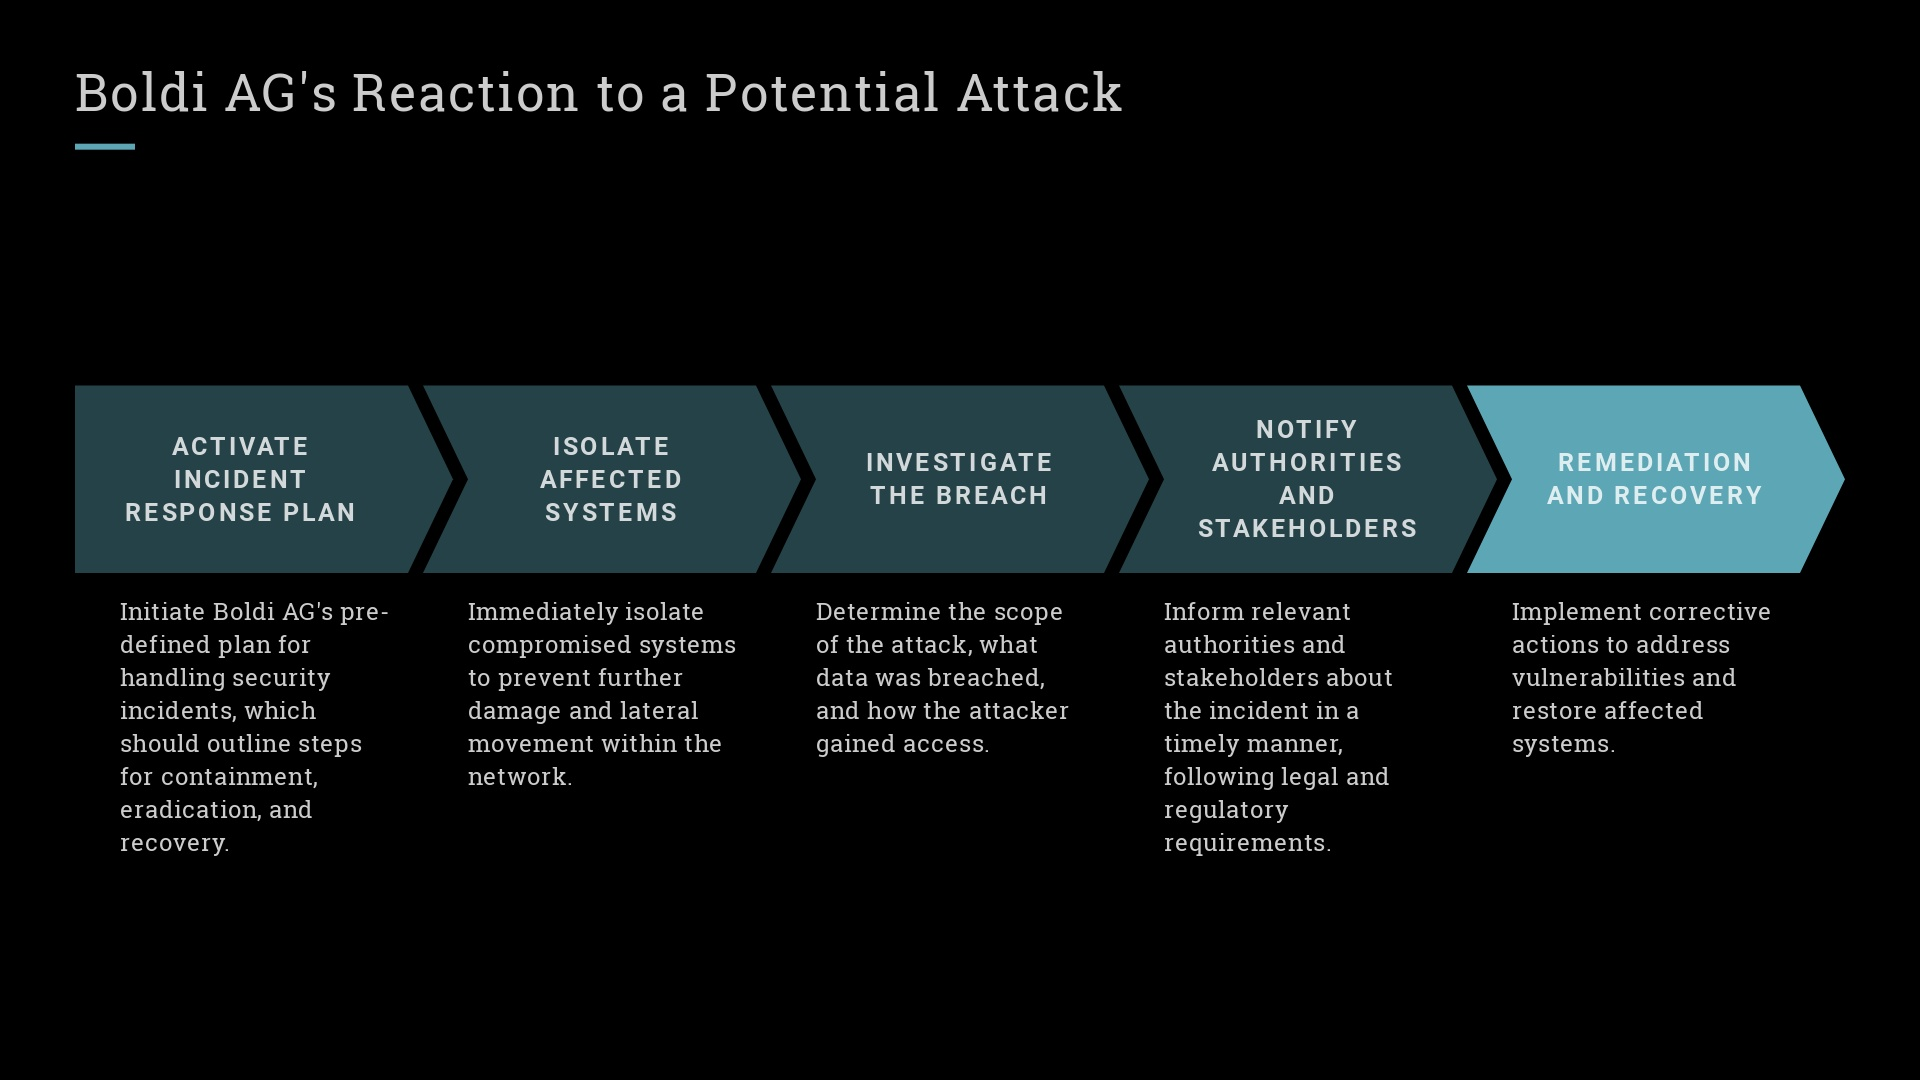 Boldi AG's Reaction to a Potential Attack
ACTIVATE
INCIDENT
RESPONSE PLAN
Initiate Boldi AG's pre-
defined plan for
handling security
incidents, which
should outline steps
for containment,
eradication, and
recovery.
ISOLATE
AFFECTED
SYSTEMS
Immediately isolate
compromised systems
to prevent further
damage and lateral
movement within the
network.
INVESTIGATE
THE BREACH
Determine the scope
of the attack, what
data was breached,
and how the attacker
gained access.
NOTIFY
AUTHORITIES
AND
STAKEHOLDERS
Inform relevant
authorities and
stakeholders about
the incident in a
timely manner,
following legal and
regulatory
requirements.
REMEDIATION
AND RECOVERY
Implement corrective
actions to address
vulnerabilities and
restore affected
systems.